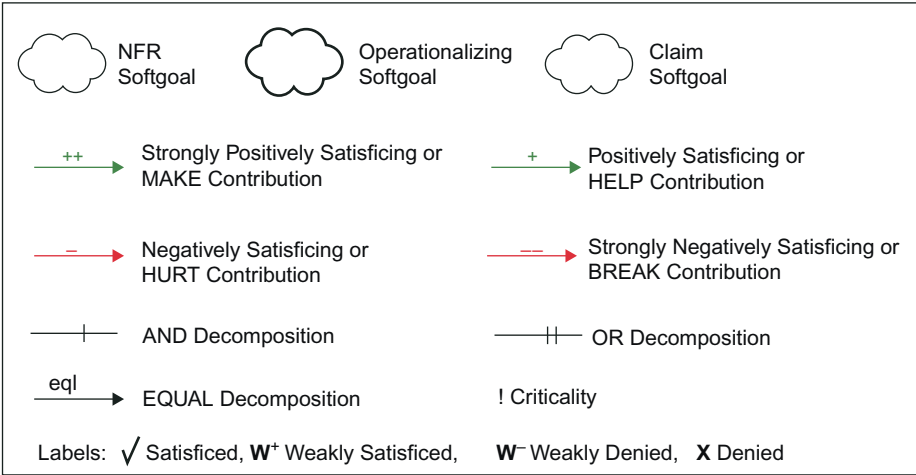 NFR
Softgoal
Operationalizing
Softgoal
Claim
Softgoal
++
Strongly Positively Satisficing or
MAKE Contribution
+
Positively Satisficing or
HELP Contribution
−
Negatively Satisficing or
HURT Contribution
−−
Strongly Negatively Satisficing or
BREAK Contribution
AND Decomposition
OR Decomposition
eql
EQUAL Decomposition
! Criticality
Labels: √ Satisficed, W⁺ Weakly Satisficed, W⁻ Weakly Denied, X Denied